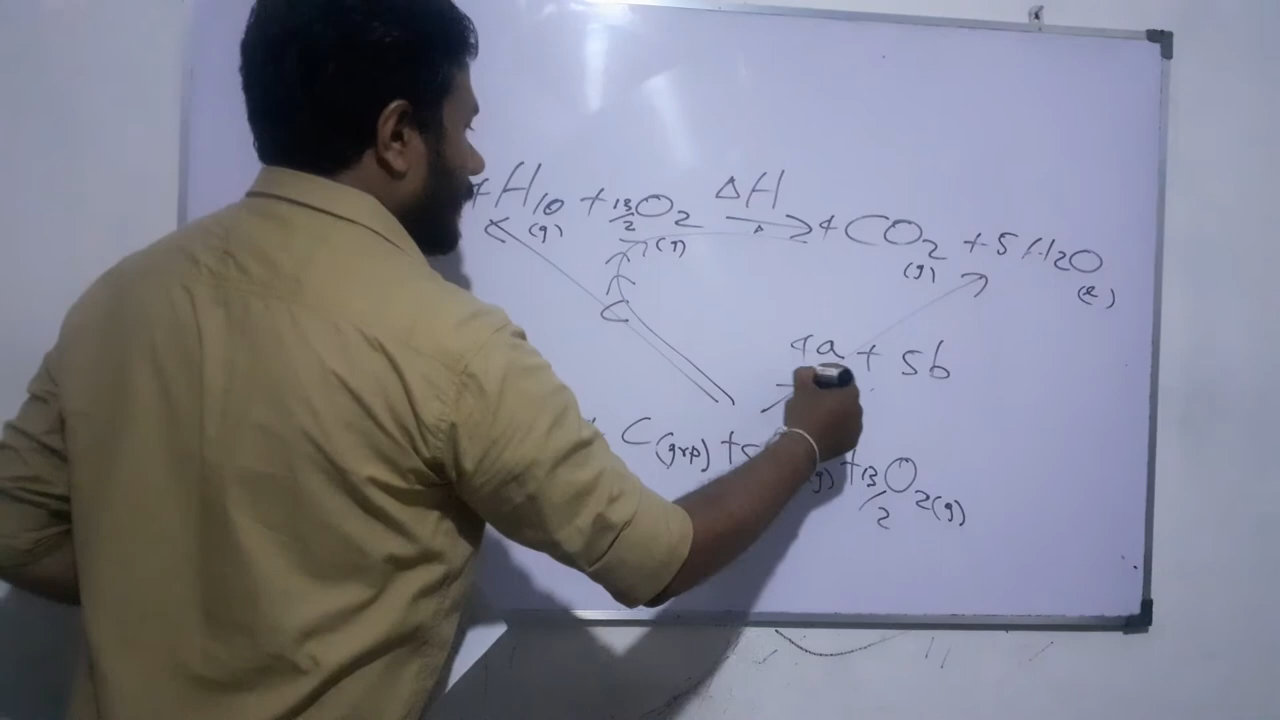 4H10(g) + 13/2 O2(g) ΔH → 4CO2(g) + 5H2O(l)
C
4a + 5b
C(grp) + (g) + 13/2 O2(g)